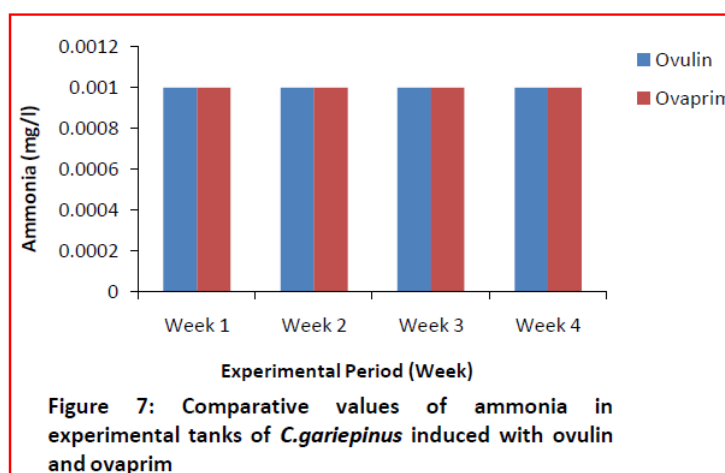 0.0012
Ovulin
0.001
Ovaprim
0.0008
0.0006
0.0004
0.0002
0
Ammonia (mg/l)
Week 1 Week 2 Week 3 Week 4
Experimental Period (Week)
Figure 7: Comparative values of ammonia in
experimental tanks of C.gariepinus induced with ovulin
and ovaprim